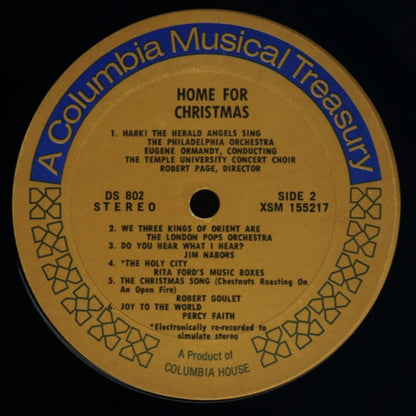 A Columbia Musical Treasury
HOME FOR
CHRISTMAS
1. HARK! THE HERALD ANGELS SING
THE PHILADELPHIA ORCHESTRA
EUGENE ORMANDY, CONDUCTING
THE TEMPLE UNIVERSITY CONCERT CHOIR
ROBERT PAGE, DIRECTOR
DS 802 SIDE 2
STEREO XSM 155217
2. WE THREE KINGS OF ORIENT ARE
THE LONDON POPS ORCHESTRA
3. DO YOU HEAR WHAT I HEAR?
JIM NABORS
4. *THE HOLY CITY
RITA FORD'S MUSIC BOXES
5. THE CHRISTMAS SONG (Chestnuts Roasting On
An Open Fire)
ROBERT GOULET
6. JOY TO THE WORLD
PERCY FAITH
*Electronically re-recorded to
simulate stereo
A Product of
COLUMBIA HOUSE